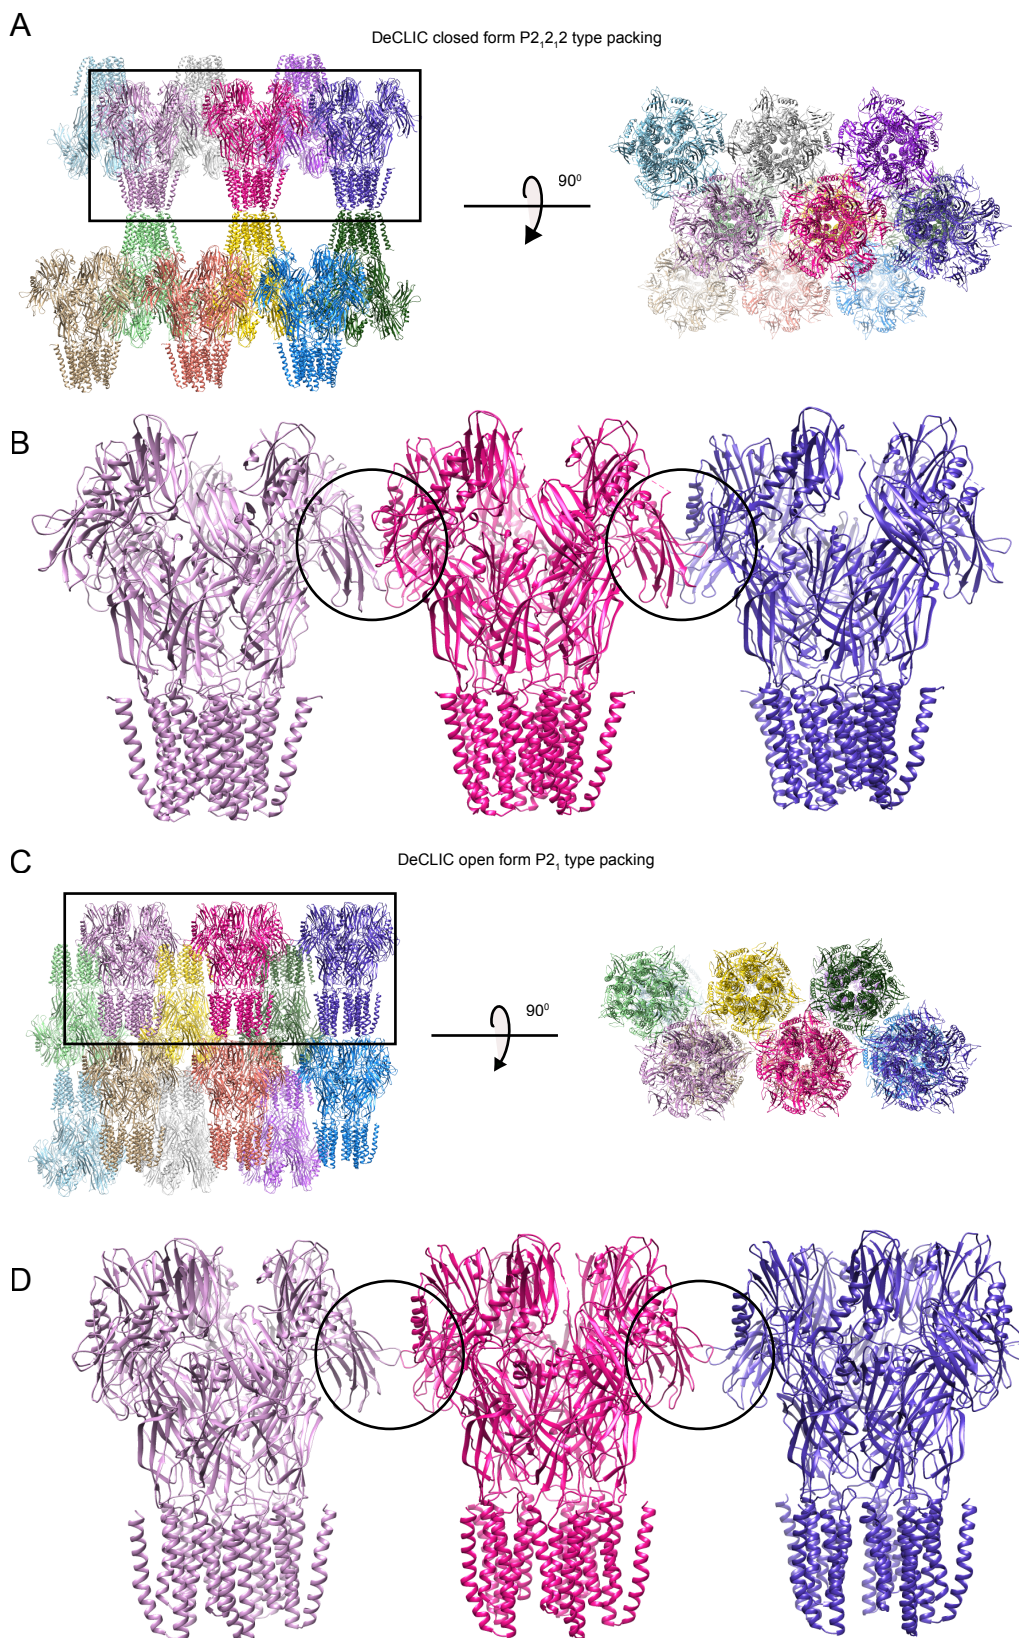 A
DeCLIC closed form P2₁2₁2 type packing
90⁰
B
C
DeCLIC open form P2₁ type packing
90⁰
D